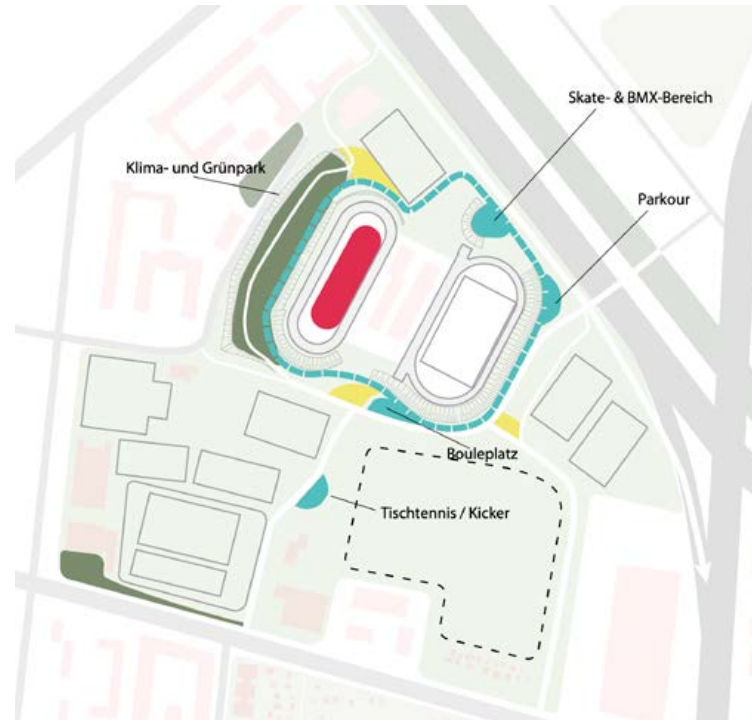 Skate- & BMX-Bereich
Klima- und Grünpark
Parkour
Bouleplatz
Tischtennis / Kicker